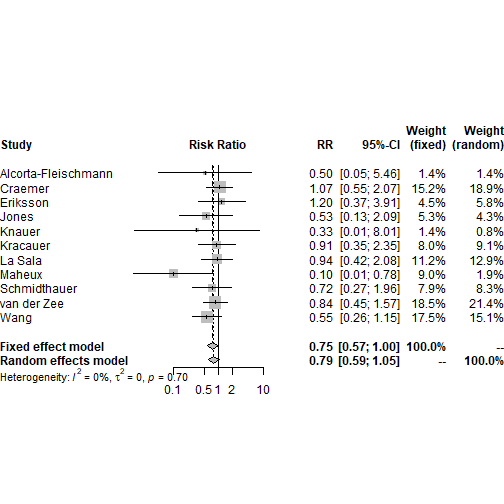 Weight Weight
Study Risk Ratio RR 95%-CI (fixed) (random)
Alcorta-Fleischmann 0.50 [0.05; 5.46] 1.4% 1.4%
Craemer 1.07 [0.55; 2.07] 15.2% 18.9%
Eriksson 1.20 [0.37; 3.91] 4.5% 5.8%
Jones 0.53 [0.13; 2.09] 5.3% 4.3%
Knauer 0.33 [0.01; 8.01] 1.4% 0.8%
Kracauer 0.91 [0.35; 2.35] 8.0% 9.1%
La Sala 0.94 [0.42; 2.08] 11.2% 12.9%
Maheux 0.10 [0.01; 0.78] 9.0% 1.9%
Schmidthauer 0.72 [0.27; 1.96] 7.9% 8.3%
van der Zee 0.84 [0.45; 1.57] 18.5% 21.4%
Wang 0.55 [0.26; 1.15] 17.5% 15.1%
Fixed effect model 0.75 [0.57; 1.00] 100.0% --
Random effects model 0.79 [0.59; 1.05] -- 100.0%
Heterogeneity: I² = 0%, τ² = 0, p = 0.70
0.1 0.5 1 2 10